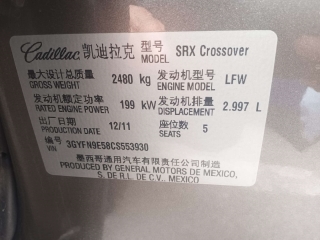 Cadillac 凯迪拉克 型号 MODEL SRX Crossover
最大设计总质量 GROSS WEIGHT 2480 kg 发动机型号 ENGINE MODEL LFW
发动机额定功率 RATED ENGINE POWER 199 kW 发动机排量 DISPLACEMENT 2.997 L
出厂日期 PRODUCTION DATE 12/11 座位数 SEATS 5
编号 VIN 3GYFN9E58CS553930
墨西哥通用汽车有限责任公司制造
PRODUCED BY GENERAL MOTORS DE MEXICO,
S. DE R.L. DE C.V., MEXICO